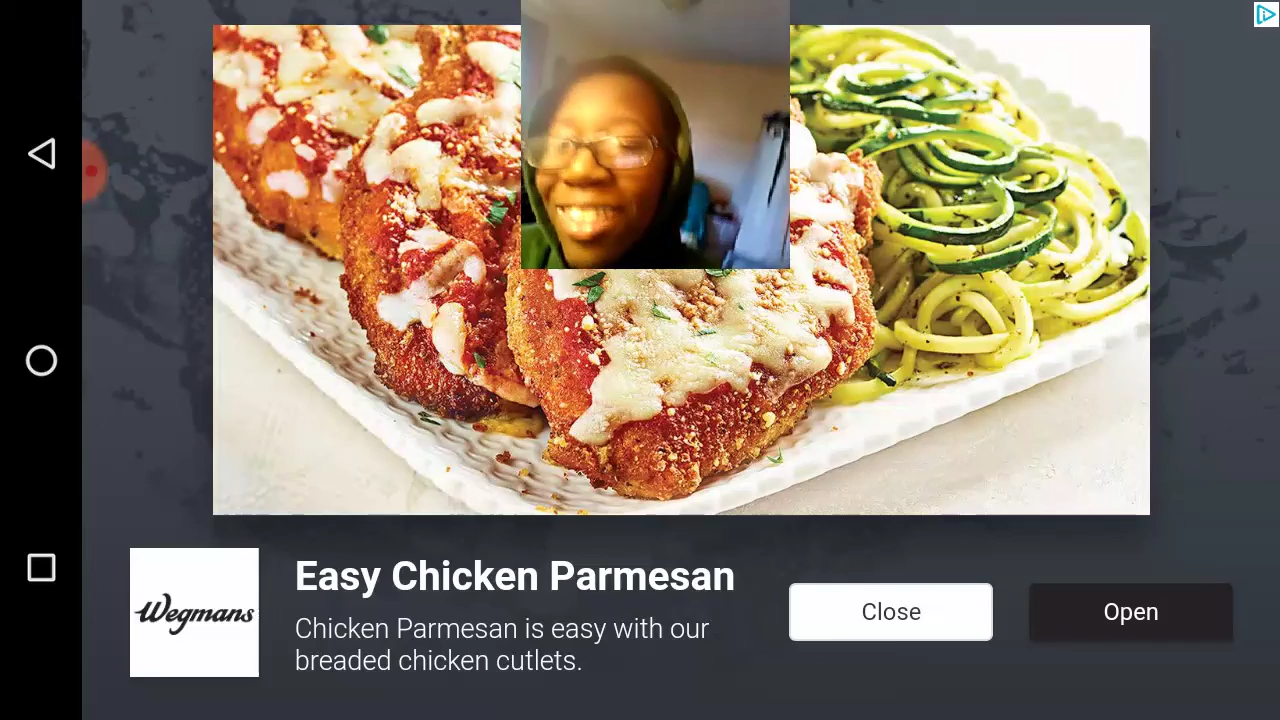 Easy Chicken Parmesan
Wegmans
Chicken Parmesan is easy with our
breaded chicken cutlets.
Close
Open